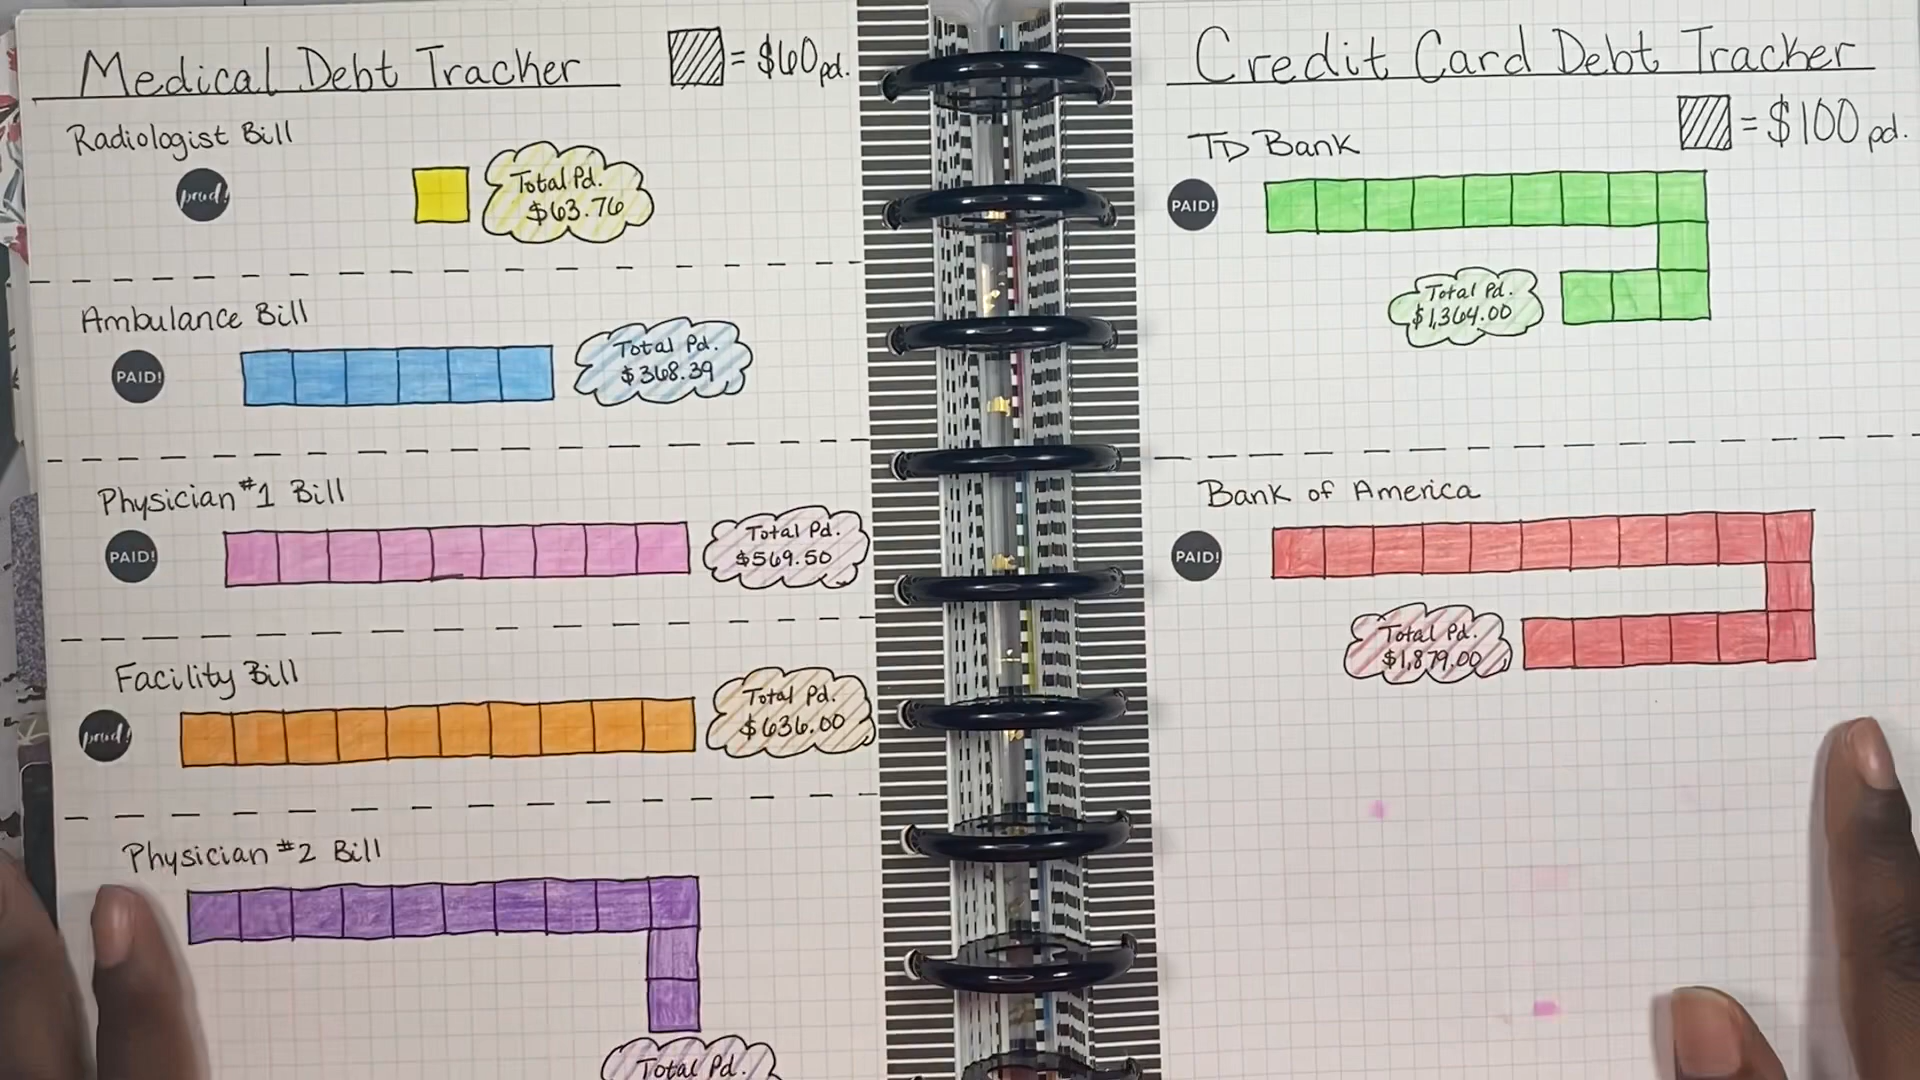 Medical Debt Tracker
= $60 pd.
Radiologist Bill
proud!
Total Pd.
$63.76
Ambulance Bill
PAID!
Total Pd.
$368.39
Physician #1 Bill
PAID!
Total Pd.
$569.50
Facility Bill
proud!
Total Pd.
$636.00
Physician #2 Bill
Total Pd.
Credit Card Debt Tracker
= $100 pd.
TD Bank
PAID!
Total Pd.
$1,364.00
Bank of America
PAID!
Total Pd.
$1,879.00